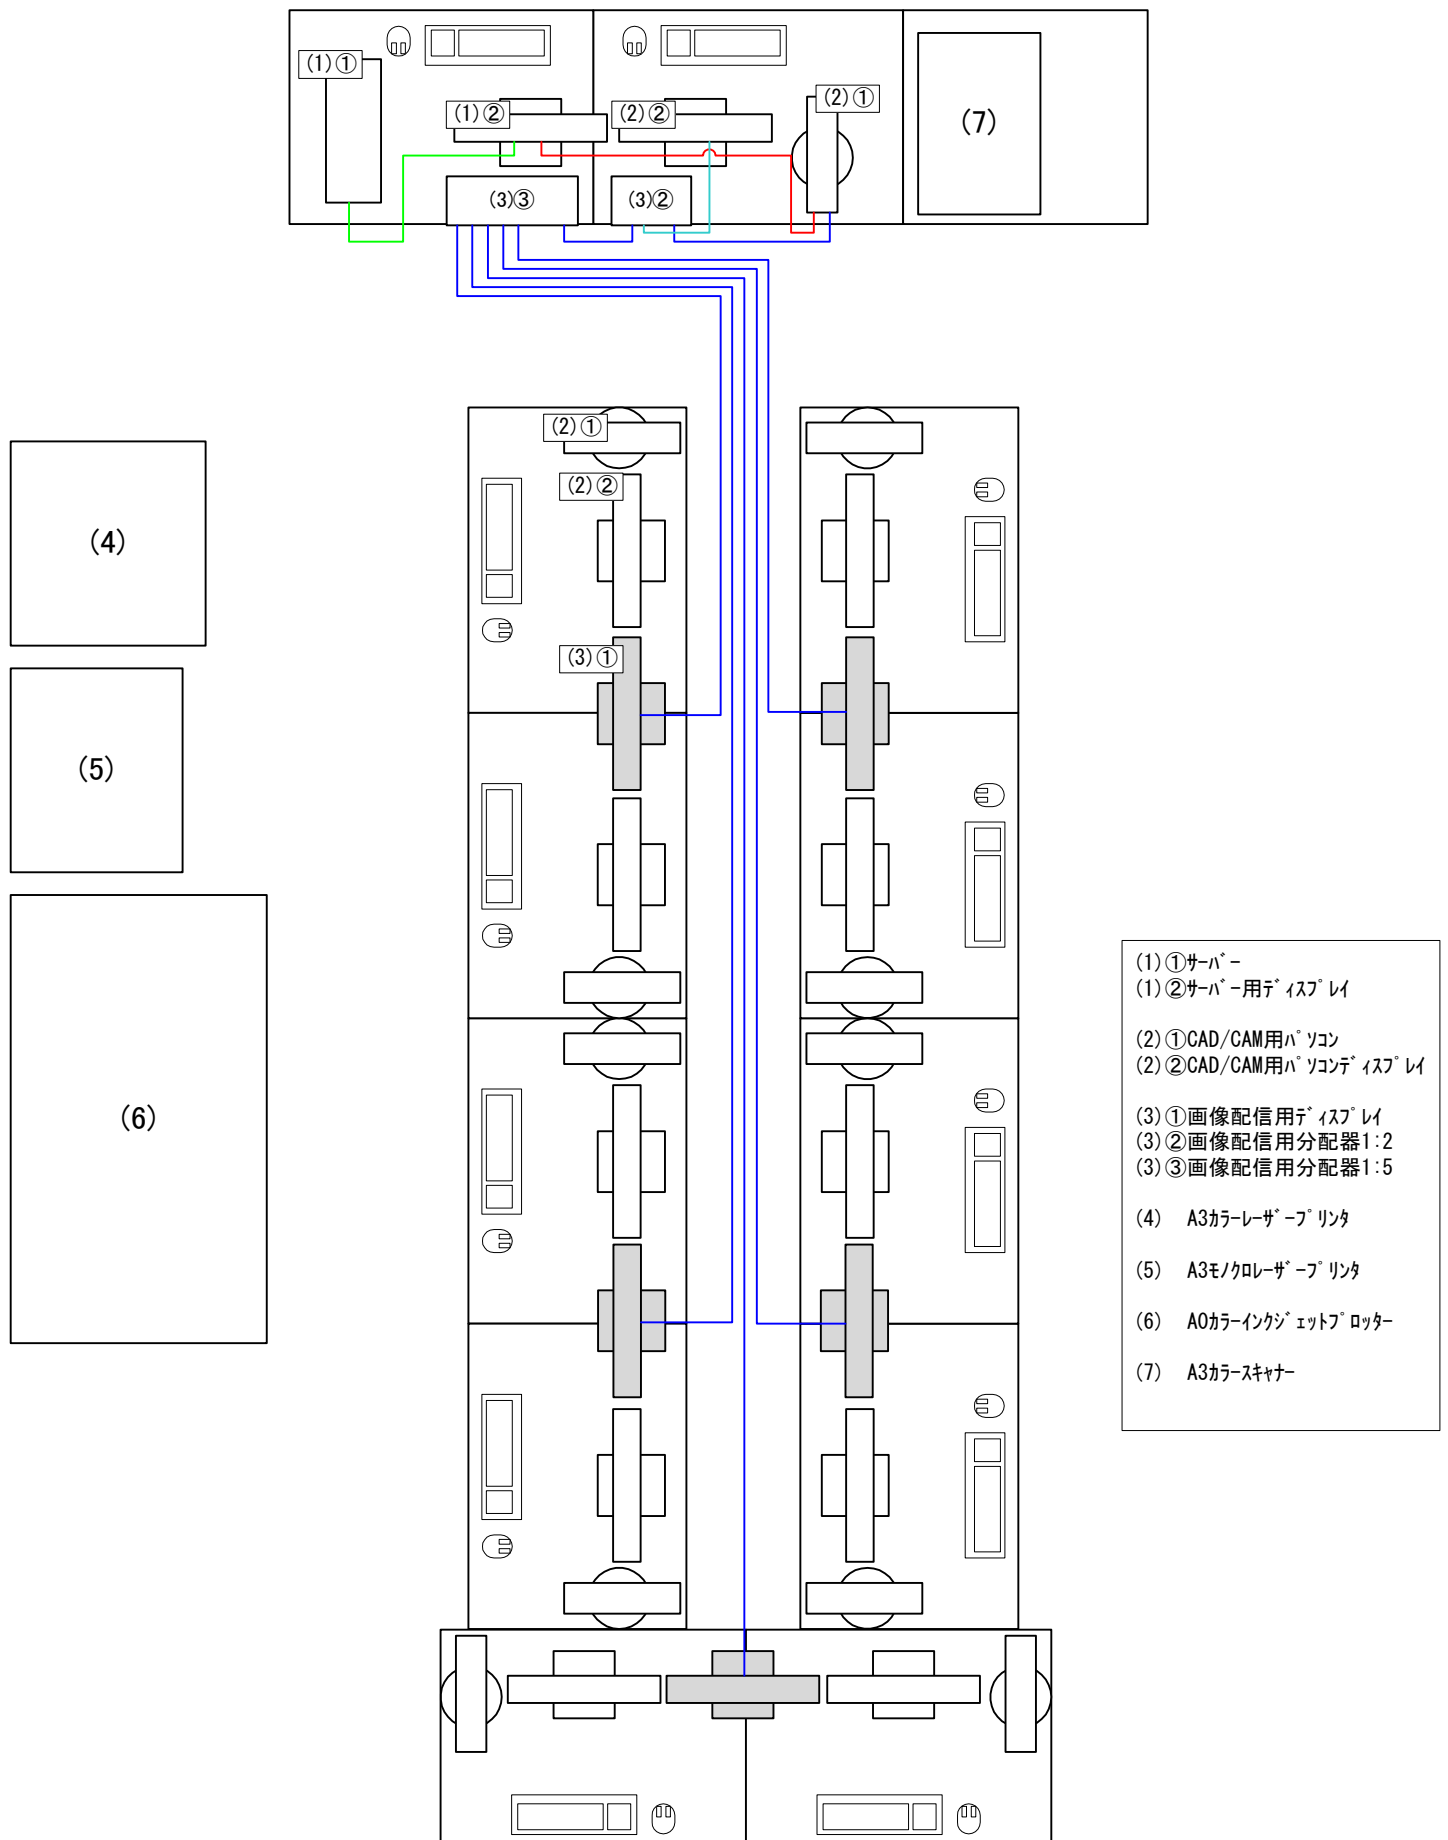 (1)①
(1)②
(2)②
(2)①
(7)
(3)③
(3)②
(2)①
(2)②
(4)
(3)①
(5)
(6)
(1)①ｻｰﾊﾞｰ
(1)②ｻｰﾊﾞｰ用ﾃﾞｨｽﾌﾟﾚｲ
(2)①CAD/CAM用ﾊﾟｿｺﾝ
(2)②CAD/CAM用ﾊﾟｿｺﾝﾃﾞｨｽﾌﾟﾚｲ
(3)①画像配信用ﾃﾞｨｽﾌﾟﾚｲ
(3)②画像配信用分配器1:2
(3)③画像配信用分配器1:5
(4) A3ｶﾗｰﾚｰｻﾞｰﾌﾟﾘﾝﾀ
(5) A3ﾓﾉｸﾛﾚｰｻﾞｰﾌﾟﾘﾝﾀ
(6) A0ｶﾗｰｲﾝｸｼﾞｪｯﾄﾌﾟﾛｯﾀｰ
(7) A3ｶﾗｰｽｷｬﾅｰ